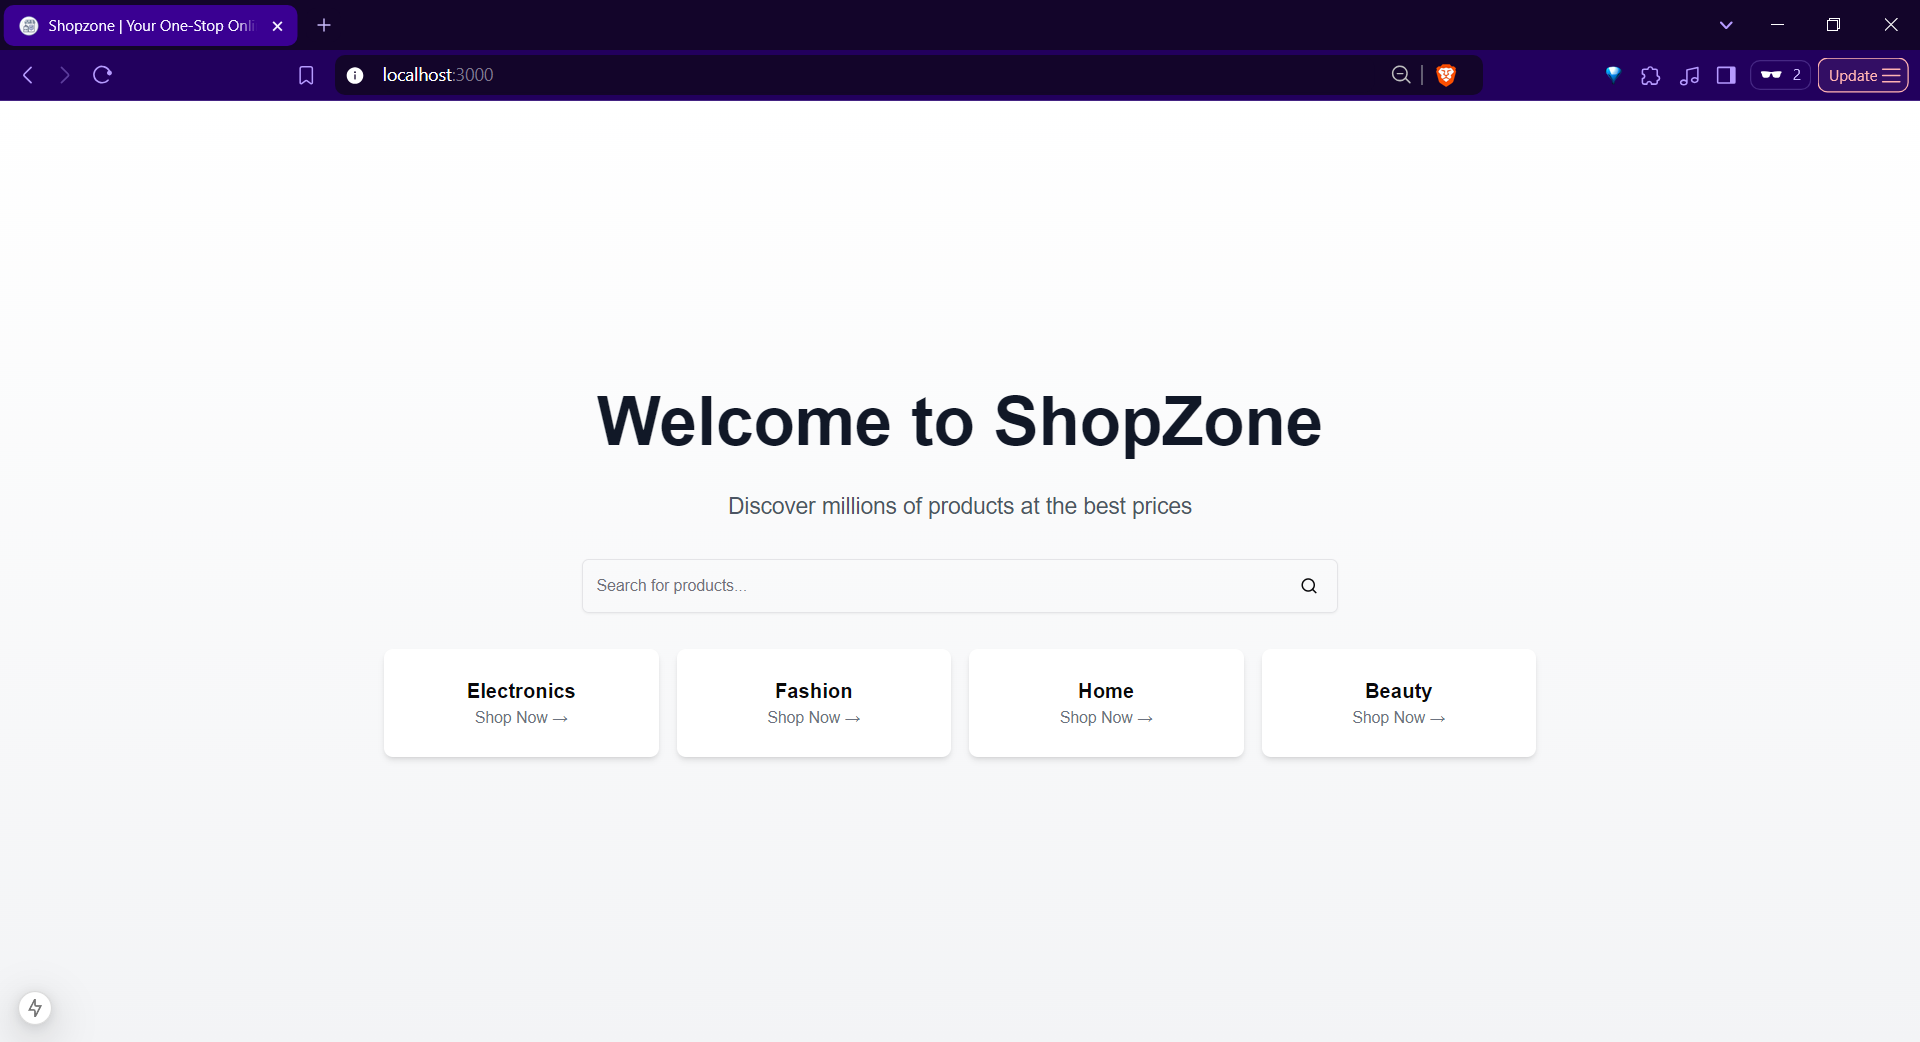 Shopzone | Your One-Stop Onli
localhost:3000
2
Update
Welcome to ShopZone
Discover millions of products at the best prices
Search for products...
Electronics
Shop Now →
Fashion
Shop Now →
Home
Shop Now →
Beauty
Shop Now →